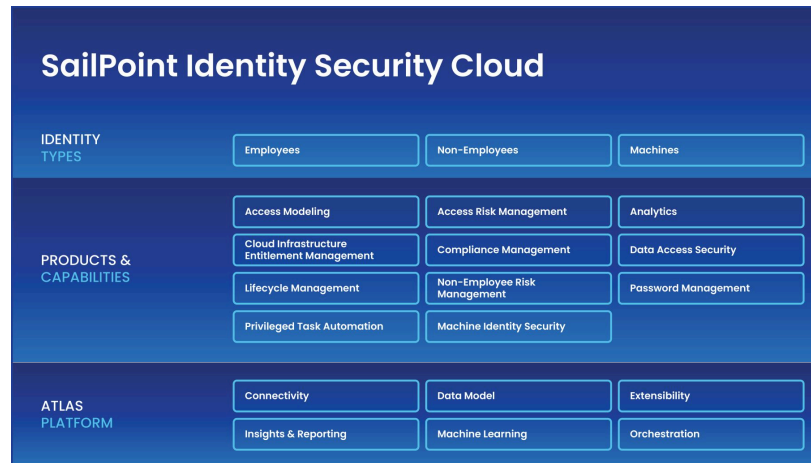 SailPoint Identity Security Cloud
IDENTITY
TYPES
Employees
Non-Employees
Machines
PRODUCTS &
CAPABILITIES
Access Modeling
Access Risk Management
Analytics
Cloud Infrastructure
Entitlement Management
Compliance Management
Data Access Security
Lifecycle Management
Non-Employee Risk
Management
Password Management
Privileged Task Automation
Machine Identity Security
ATLAS
PLATFORM
Connectivity
Data Model
Extensibility
Insights & Reporting
Machine Learning
Orchestration